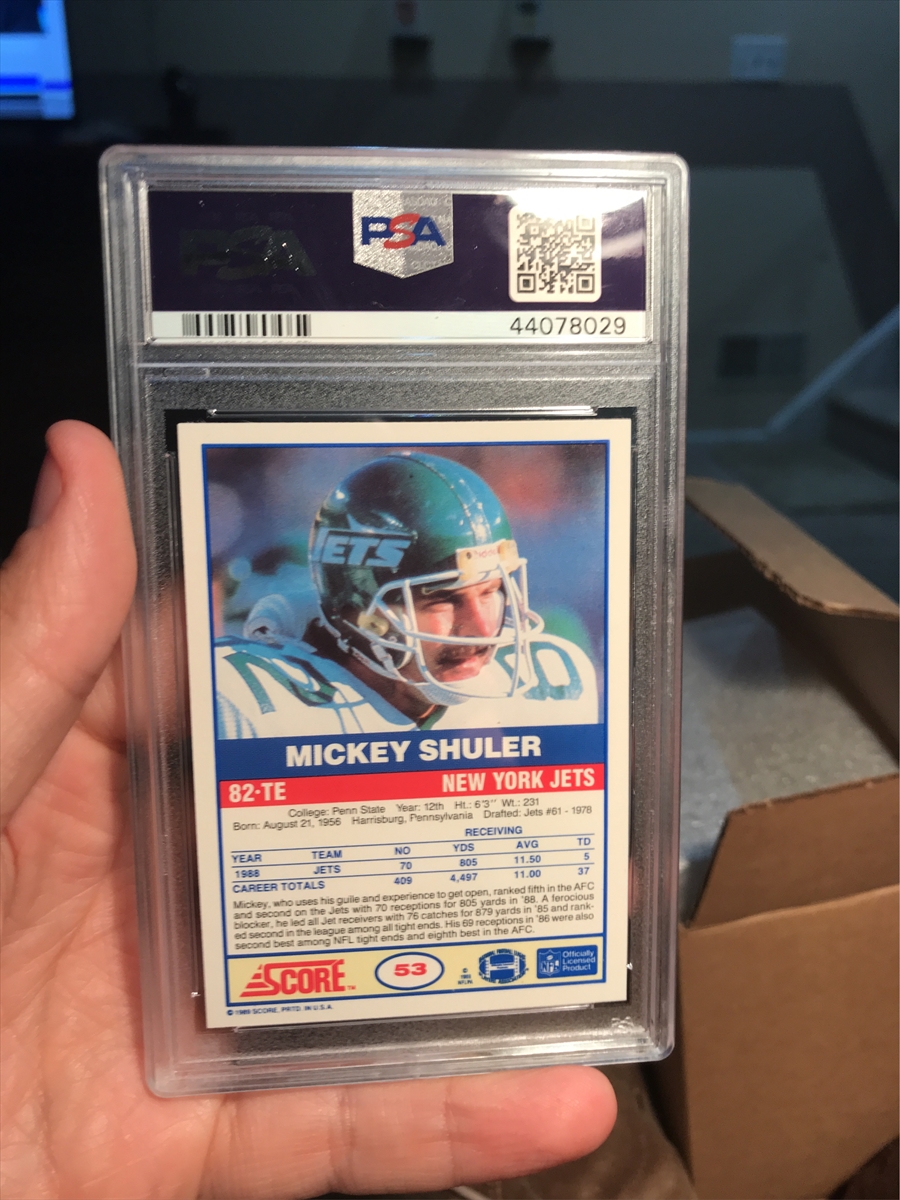 PSA
PSA
44078029
JETS
82
MICKEY SHULER
82-TE NEW YORK JETS
College: Penn State Year: 12th Ht.: 6'3" Wt.: 231
Born: August 21, 1956 Harrisburg, Pennsylvania Drafted: Jets #61 - 1978
RECEIVING
YEAR TEAM NO YDS AVG TD
1988 JETS 70 805 11.50 5
CAREER TOTALS 409 4,497 11.00 37
Mickey, who uses his guile and experience to get open, ranked fifth in the AFC
and second on the Jets with 70 receptions for 805 yards in '88. A ferocious
blocker, he led all Jet receivers with 76 catches for 879 yards in '85 and rank-
ed second in the league among all tight ends. His 69 receptions in '86 were also
second best among NFL tight ends and eighth best in the AFC.
SCORE™ 53
© 1989 NFLPA
NFL Officially Licensed Product
© 1989 SCORE, PRTD. IN U.S.A.